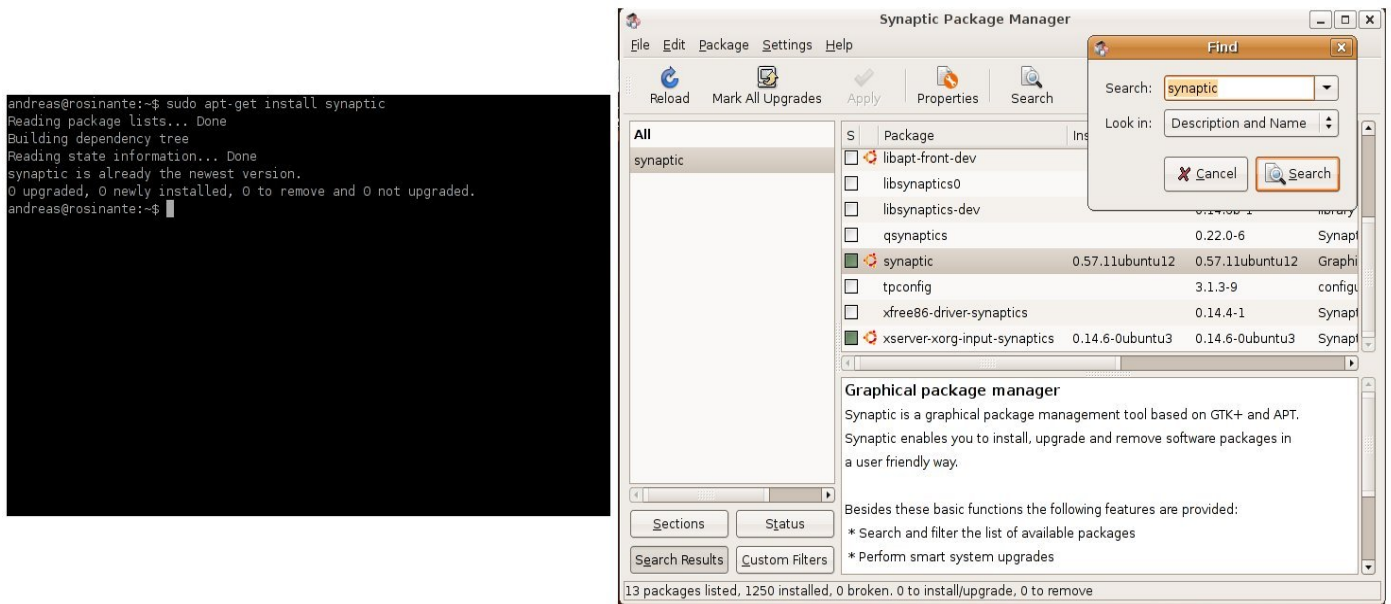 andreas@rosinante:~$ sudo apt-get install synaptic
Reading package lists... Done
Building dependency tree
Reading state information... Done
synaptic is already the newest version.
0 upgraded, 0 newly installed, 0 to remove and 0 not upgraded.
andreas@rosinante:~$
Synaptic Package Manager
File Edit Package Settings Help
Reload Mark All Upgrades Apply Properties Search
Find
Search: synaptic
Look in: Description and Name
Cancel Search
All
synaptic
S Package Ins
libapt-front-dev
libsynaptics0
libsynaptics-dev 0.14.6b-1 library
qsynaptics 0.22.0-6 Synapt
synaptic 0.57.11ubuntu12 0.57.11ubuntu12 Graphi
tpconfig 3.1.3-9 configu
xfree86-driver-synaptics 0.14.4-1 Synapt
xserver-xorg-input-synaptics 0.14.6-0ubuntu3 0.14.6-0ubuntu3 Synapt
Graphical package manager
Synaptic is a graphical package management tool based on GTK+ and APT.
Synaptic enables you to install, upgrade and remove software packages in
a user friendly way.
Besides these basic functions the following features are provided:
* Search and filter the list of available packages
* Perform smart system upgrades
Sections Status
Search Results Custom Filters
13 packages listed, 1250 installed, 0 broken. 0 to install/upgrade, 0 to remove